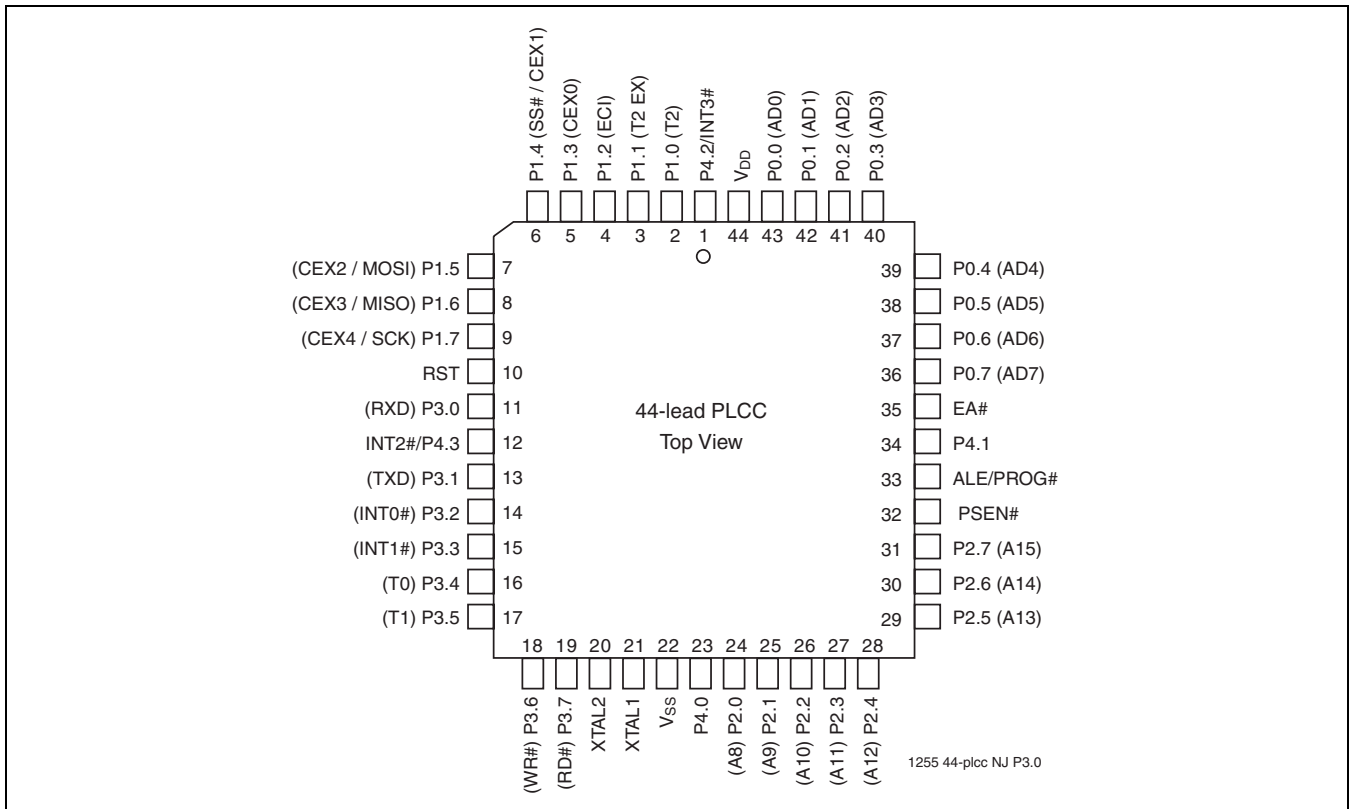 P1.4 (SS# / CEX1)
P1.3 (CEX0)
P1.2 (ECI)
P1.1 (T2 EX)
P1.0 (T2)
P4.2/INT3#
VDD
P0.0 (AD0)
P0.1 (AD1)
P0.2 (AD2)
P0.3 (AD3)
6 5 4 3 2 1 44 43 42 41 40
(CEX2 / MOSI) P1.5 7
(CEX3 / MISO) P1.6 8
(CEX4 / SCK) P1.7 9
RST 10
(RXD) P3.0 11
INT2#/P4.3 12
(TXD) P3.1 13
(INT0#) P3.2 14
(INT1#) P3.3 15
(T0) P3.4 16
(T1) P3.5 17
44-lead PLCC
Top View
39 P0.4 (AD4)
38 P0.5 (AD5)
37 P0.6 (AD6)
36 P0.7 (AD7)
35 EA#
34 P4.1
33 ALE/PROG#
32 PSEN#
31 P2.7 (A15)
30 P2.6 (A14)
29 P2.5 (A13)
18 19 20 21 22 23 24 25 26 27 28
(WR#) P3.6
(RD#) P3.7
XTAL2
XTAL1
VSS
P4.0
(A8) P2.0
(A9) P2.1
(A10) P2.2
(A11) P2.3
(A12) P2.4
1255 44-plcc NJ P3.0